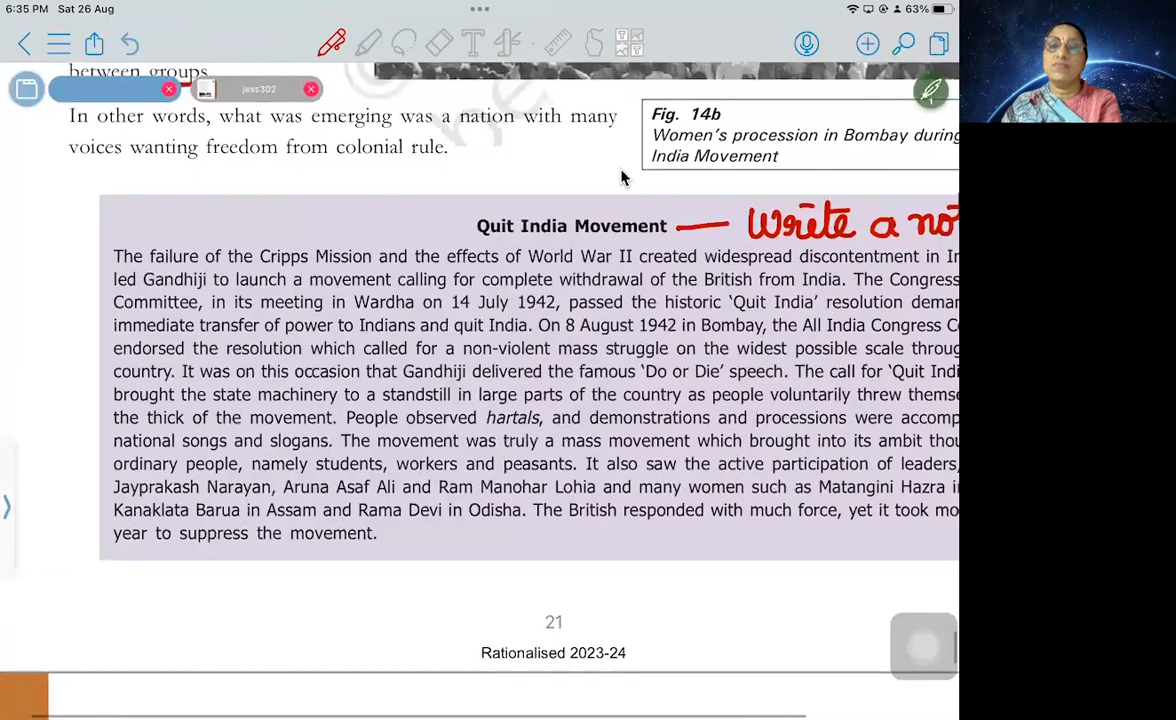 6:35 PM Sat 26 Aug
63%
jess302
between groups
In other words, what was emerging was a nation with many
voices wanting freedom from colonial rule.
Fig. 14b
Women's procession in Bombay during
India Movement
Quit India Movement — Write a no
The failure of the Cripps Mission and the effects of World War II created widespread discontentment in In
led Gandhiji to launch a movement calling for complete withdrawal of the British from India. The Congress
Committee, in its meeting in Wardha on 14 July 1942, passed the historic ‘Quit India’ resolution deman
immediate transfer of power to Indians and quit India. On 8 August 1942 in Bombay, the All India Congress C
endorsed the resolution which called for a non-violent mass struggle on the widest possible scale throug
country. It was on this occasion that Gandhiji delivered the famous ‘Do or Die’ speech. The call for ‘Quit Indi
brought the state machinery to a standstill in large parts of the country as people voluntarily threw themse
the thick of the movement. People observed hartals, and demonstrations and processions were accomp
national songs and slogans. The movement was truly a mass movement which brought into its ambit thou
ordinary people, namely students, workers and peasants. It also saw the active participation of leaders,
Jayprakash Narayan, Aruna Asaf Ali and Ram Manohar Lohia and many women such as Matangini Hazra in
Kanaklata Barua in Assam and Rama Devi in Odisha. The British responded with much force, yet it took mo
year to suppress the movement.
21
Rationalised 2023-24